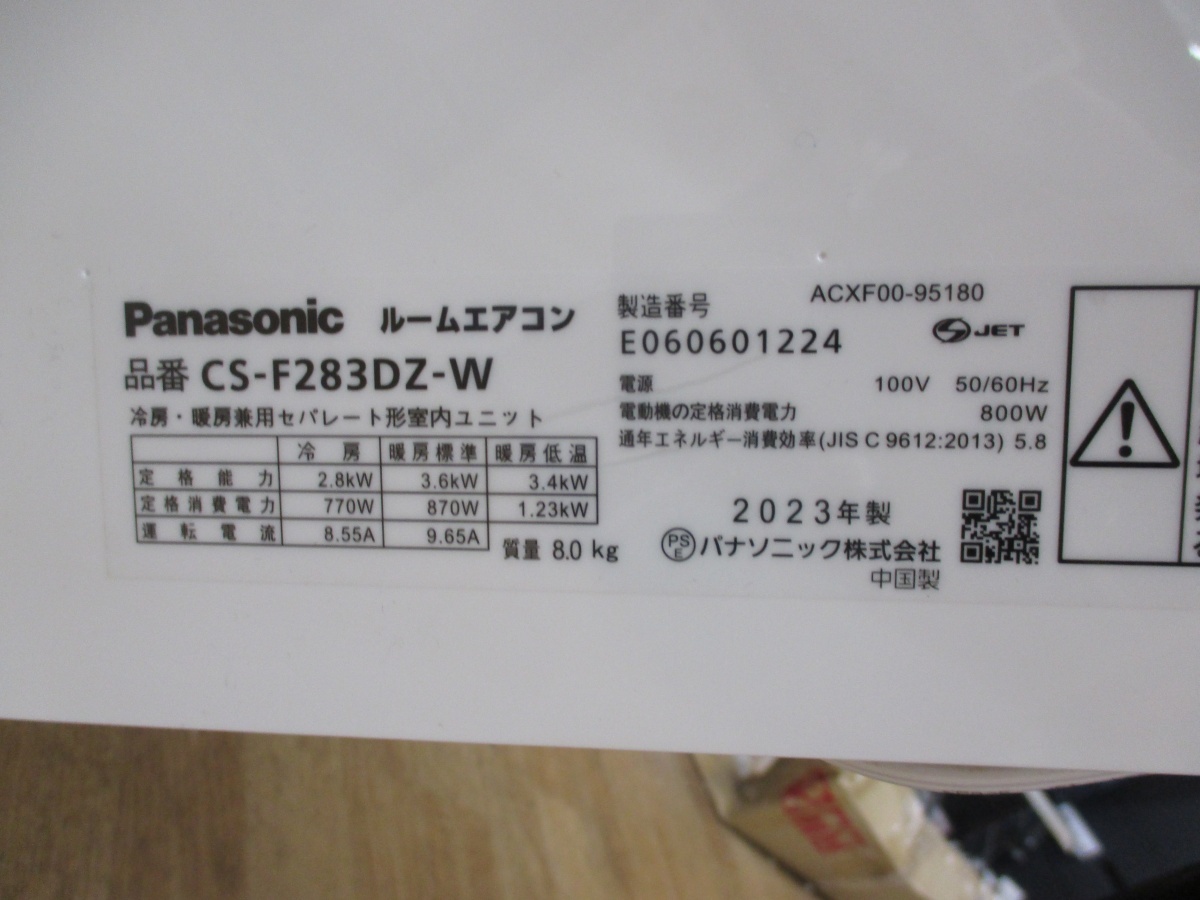 Panasonic ルームエアコン
品番 CS-F283DZ-W
冷房・暖房兼用セパレート形室内ユニット
冷房 暖房標準 暖房低温
定格能力 2.8kW 3.6kW 3.4kW
定格消費電力 770W 870W 1.23kW
運転電流 8.55A 9.65A
質量 8.0 kg
ACXF00-95180
製造番号
E060601224
JET
電源 100V 50/60Hz
電動機の定格消費電力 800W
通年エネルギー消費効率(JIS C 9612:2013) 5.8
2023年製
PSE パナソニック株式会社
中国製